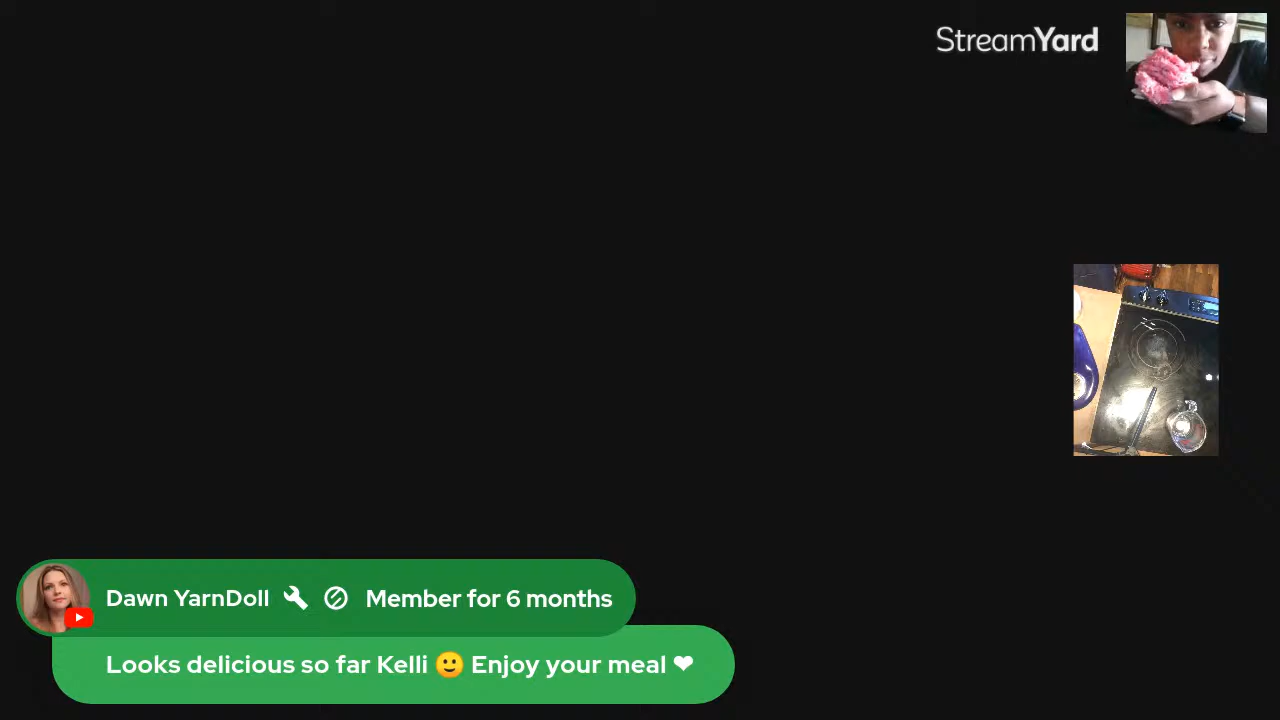 StreamYard
Dawn YarnDoll Member for 6 months
Looks delicious so far Kelli 🙂 Enjoy your meal ❤